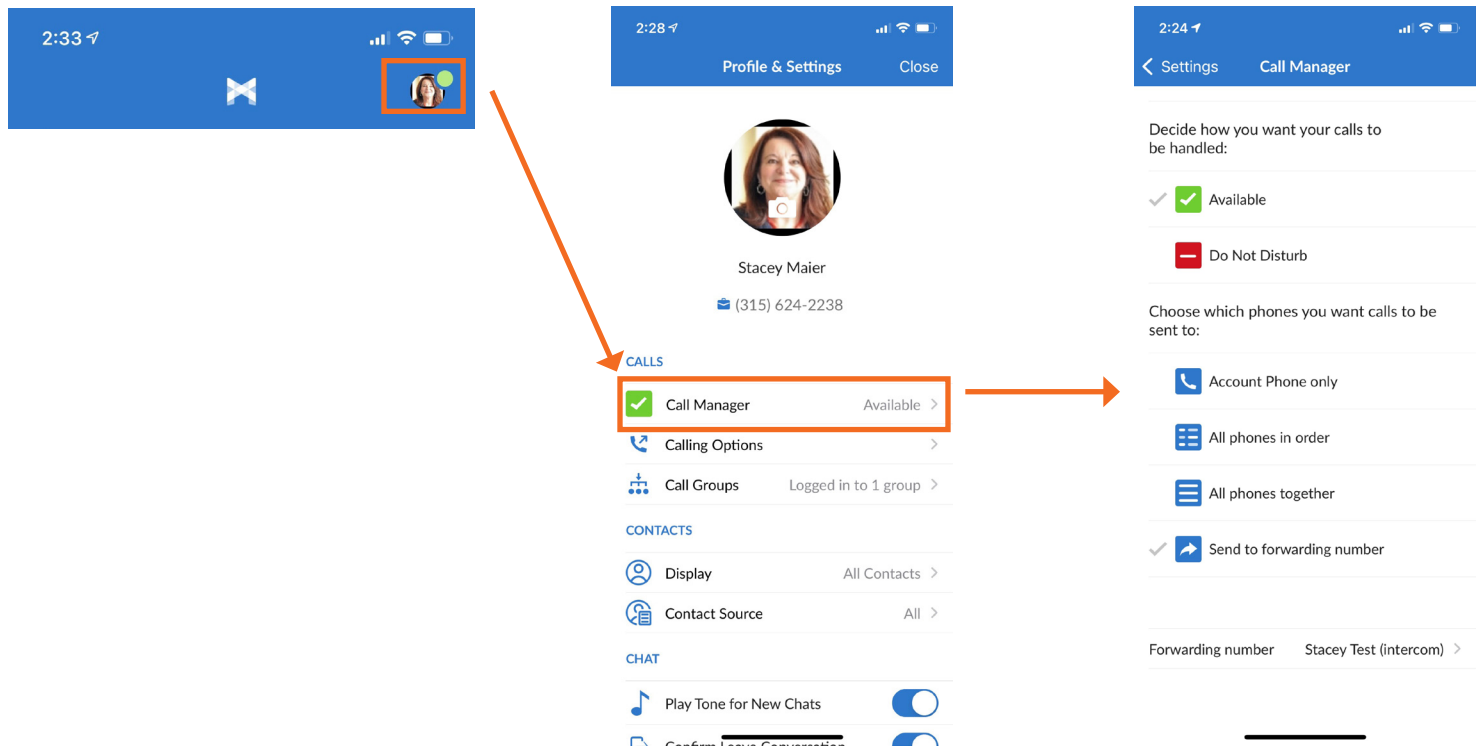 2:33
2:28
Profile & Settings
Close
Stacey Maier
(315) 624-2238
CALLS
Call Manager Available
Calling Options
Call Groups Logged in to 1 group
CONTACTS
Display All Contacts
Contact Source All
CHAT
Play Tone for New Chats
Confirm Leave Conversation
2:24
Settings
Call Manager
Decide how you want your calls to
be handled:
Available
Do Not Disturb
Choose which phones you want calls to be
sent to:
Account Phone only
All phones in order
All phones together
Send to forwarding number
Forwarding number Stacey Test (intercom)